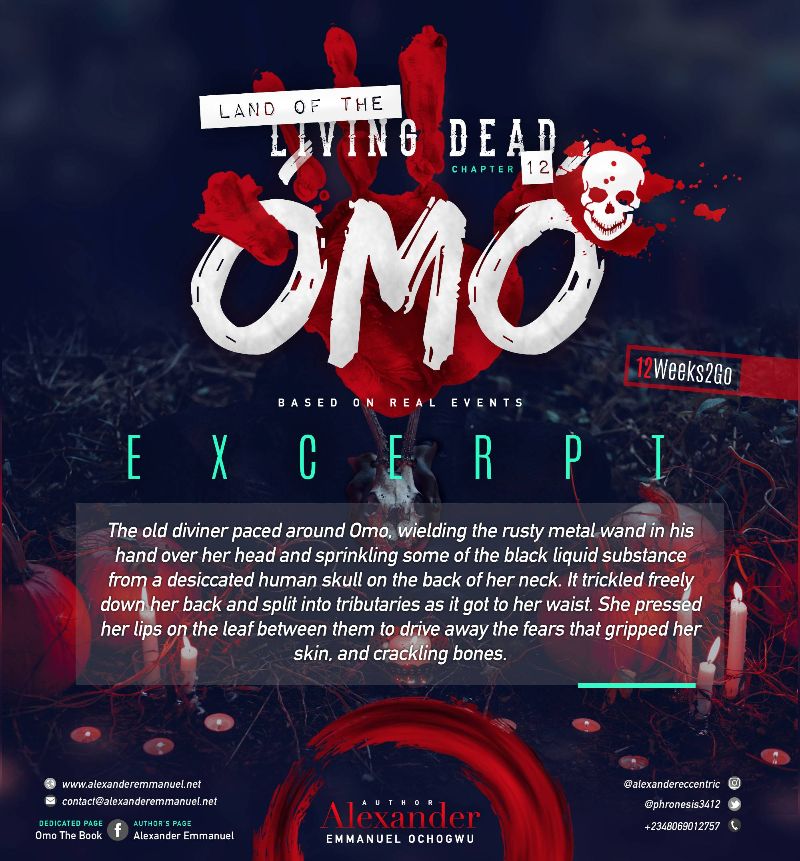 LAND OF THE
LIVING DEAD
CHAPTER 12
ÓMÓ
12Weeks2Go
BASED ON REAL EVENTS
EXCERPT
The old diviner paced around Omo, wielding the rusty metal wand in his
hand over her head and sprinkling some of the black liquid substance
from a desiccated human skull on the back of her neck. It trickled freely
down her back and split into tributaries as it got to her waist. She pressed
her lips on the leaf between them to drive away the fears that gripped her
skin, and crackling bones.
www.alexanderemmanuel.net
contact@alexanderemmanuel.net
DEDICATED PAGE
Omo The Book
AUTHOR'S PAGE
Alexander Emmanuel
AUTHOR
Alexander
EMMANUEL OCHOGWU
@alexandereccentric
@phronesis3412
+2348069012757